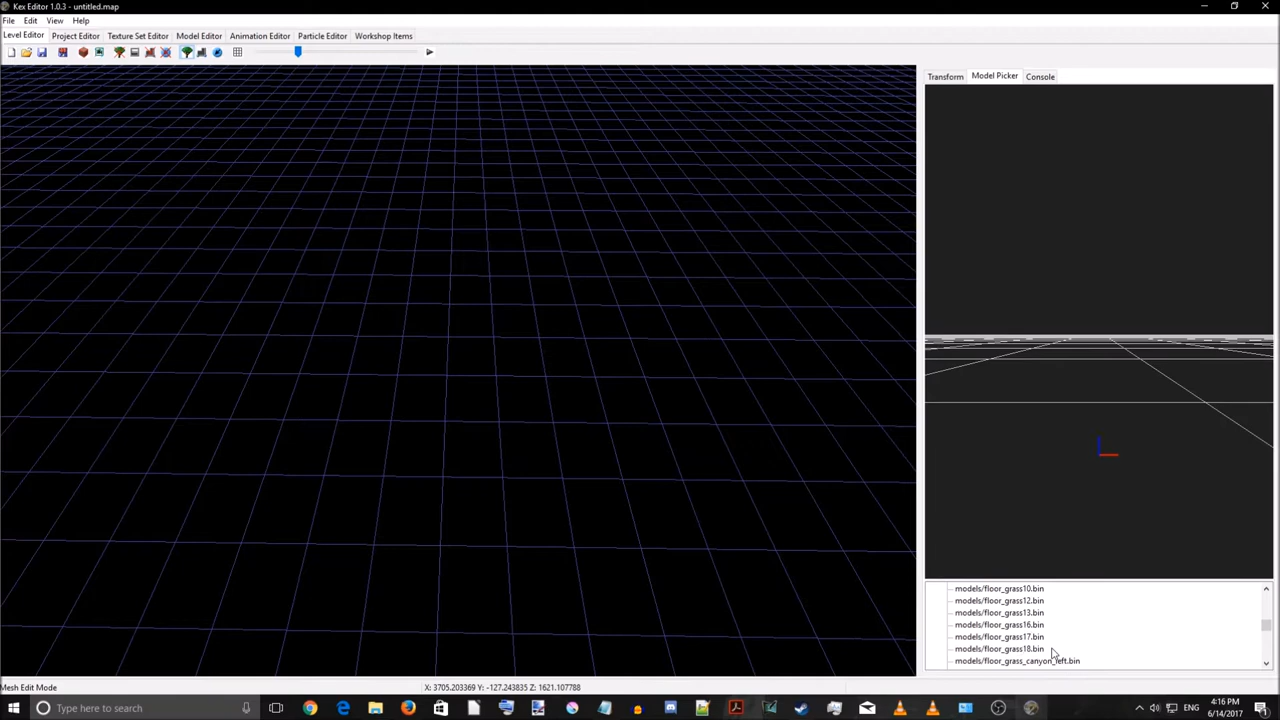 Kex Editor 1.0.3 - untitled.map
File Edit View Help
Level Editor Project Editor Texture Set Editor Model Editor Animation Editor Particle Editor Workshop Items
Transform Model Picker Console
models/floor_grass10.bin
models/floor_grass12.bin
models/floor_grass13.bin
models/floor_grass16.bin
models/floor_grass17.bin
models/floor_grass18.bin
models/floor_grass_canyon_left.bin
Mesh Edit Mode X: 3705.203369 Y: -127.243835 Z: 1621.107788
Type here to search ENG 4:16 PM
6/14/2017